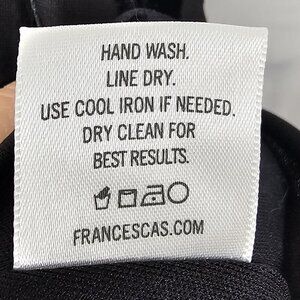 HAND WASH.
LINE DRY.
USE COOL IRON IF NEEDED.
DRY CLEAN FOR
BEST RESULTS.
FRANCESCAS.COM